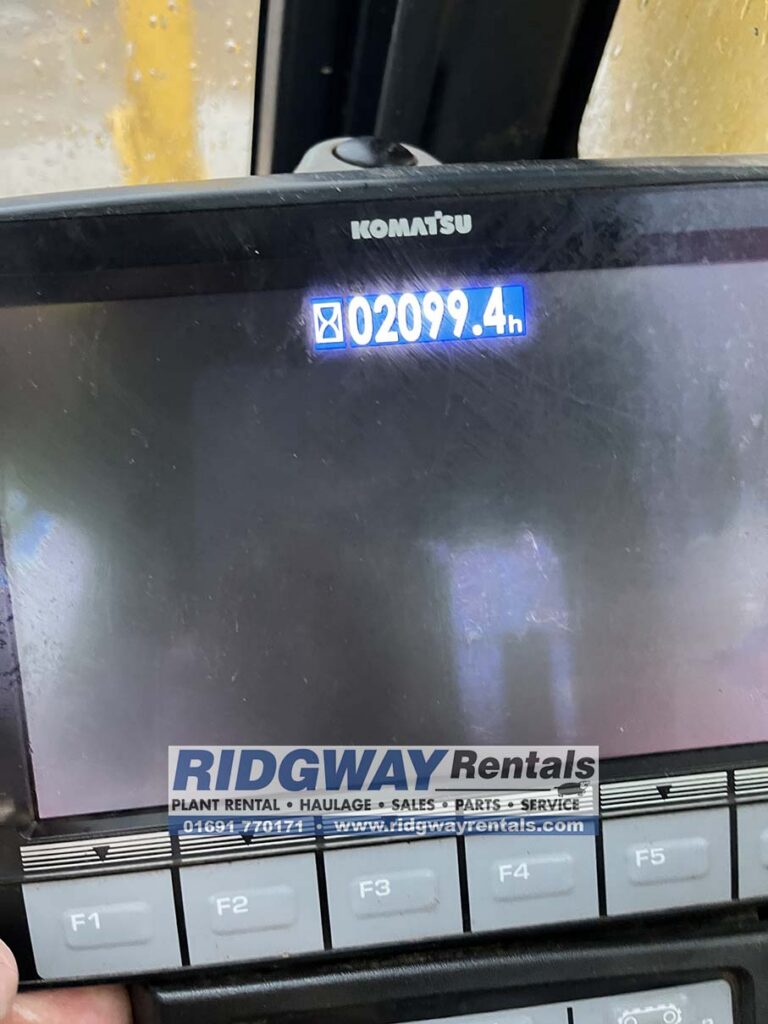 KOMATSU
02099.4h
RIDGWAY Rentals
PLANT RENTAL • HAULAGE • SALES • PARTS • SERVICE
01691 770171 • www.ridgwayrentals.com
F1 F2 F3 F4 F5